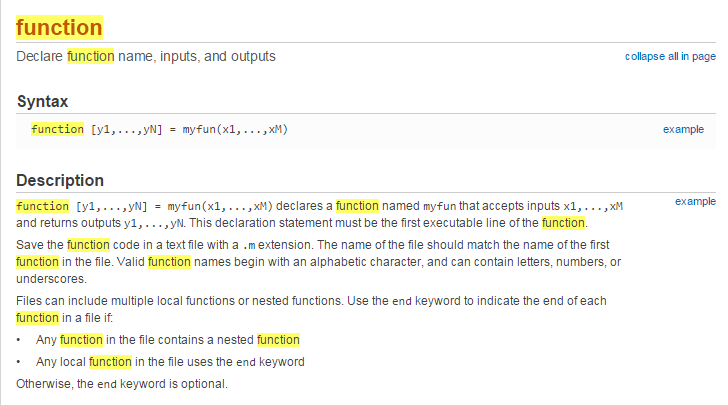 function
Declare function name, inputs, and outputs
collapse all in page
Syntax
function [y1,...,yN] = myfun(x1,...,xM)
example
Description
function [y1,...,yN] = myfun(x1,...,xM) declares a function named myfun that accepts inputs x1,...,xM
example
and returns outputs y1,...,yN. This declaration statement must be the first executable line of the function.
Save the function code in a text file with a .m extension. The name of the file should match the name of the first
function in the file. Valid function names begin with an alphabetic character, and can contain letters, numbers, or
underscores.
Files can include multiple local functions or nested functions. Use the end keyword to indicate the end of each
function in a file if:
• Any function in the file contains a nested function
• Any local function in the file uses the end keyword
Otherwise, the end keyword is optional.